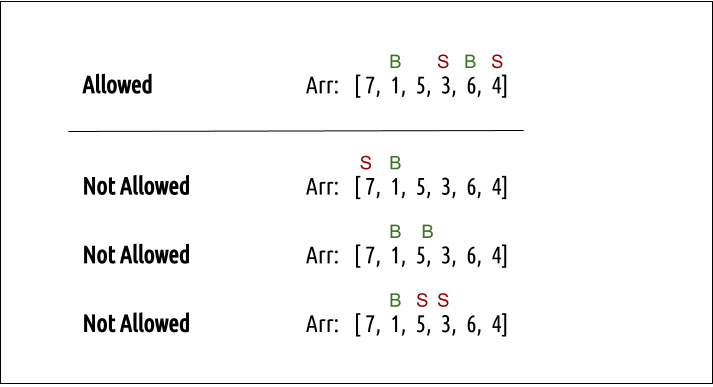 B S B S
Allowed Arr: [ 7, 1, 5, 3, 6, 4]
S B
Not Allowed Arr: [ 7, 1, 5, 3, 6, 4]
B B
Not Allowed Arr: [ 7, 1, 5, 3, 6, 4]
B S S
Not Allowed Arr: [ 7, 1, 5, 3, 6, 4]